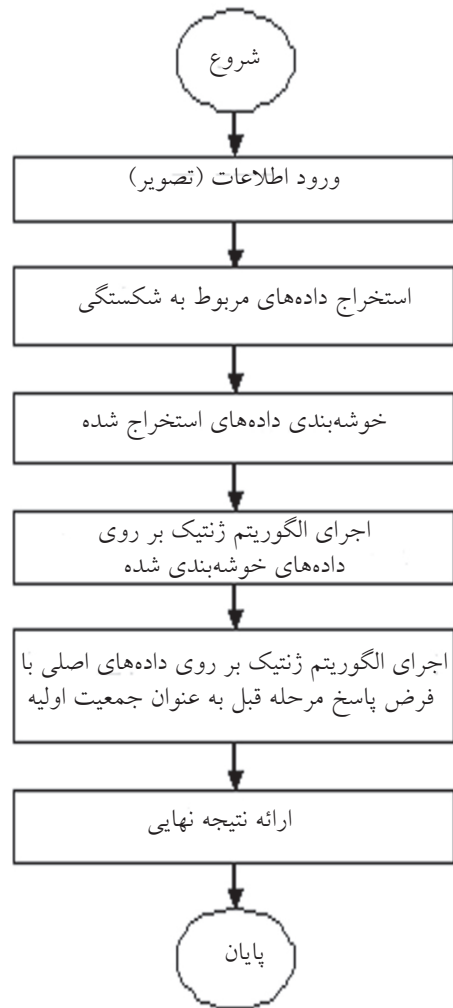 شروع
ورود اطلاعات (تصویر)
استخراج داده‌های مربوط به شکستگی
خوشه‌بندی داده‌های استخراج شده
اجرای الگوریتم ژنتیک بر روی
داده‌های خوشه‌بندی شده
اجرای الگوریتم ژنتیک بر روی داده‌های اصلی با
فرض پاسخ مرحله قبل به عنوان جمعیت اولیه
ارائه نتیجه نهایی
پایان